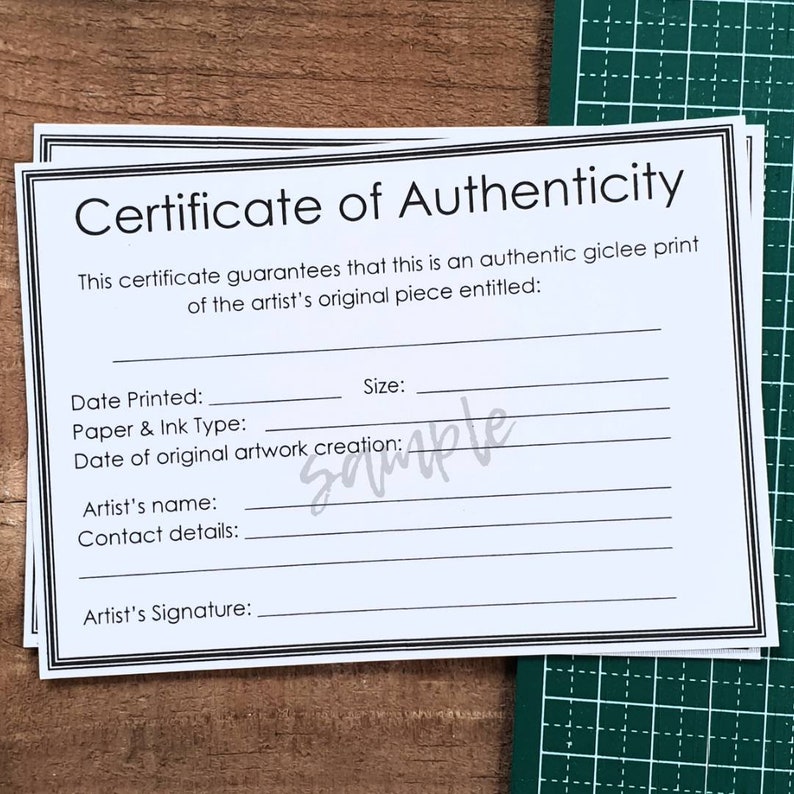 Certificate of Authenticity
This certificate guarantees that this is an authentic giclee print
of the artist's original piece entitled:
Date Printed: Size:
Paper & Ink Type:
Date of original artwork creation:
sample
Artist's name:
Contact details:
Artist's Signature: